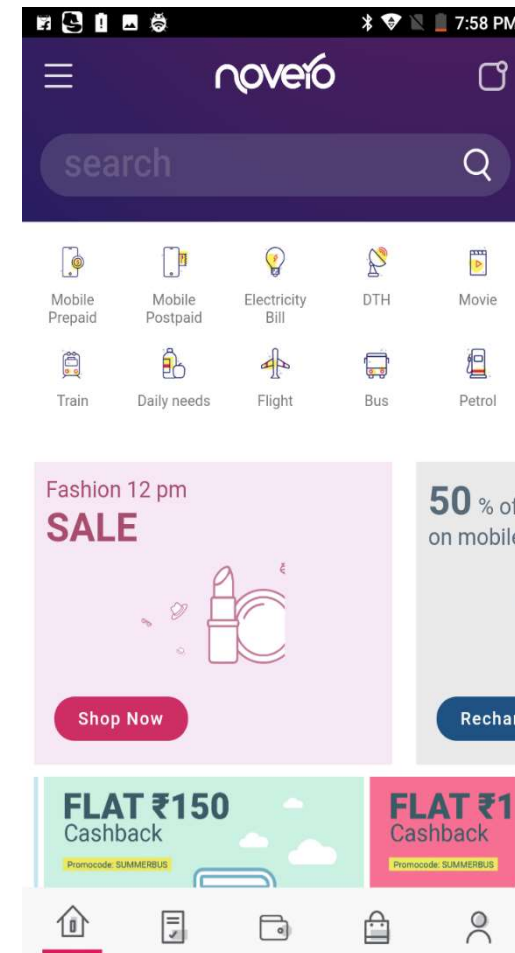 7:58 PM
novero
search
Mobile Prepaid
Mobile Postpaid
Electricity Bill
DTH
Movie
Train
Daily needs
Flight
Bus
Petrol
Fashion 12 pm
SALE
Shop Now
50 % of
on mobile
Rechar
FLAT ₹150
Cashback
Promocode: SUMMERBUS
FLAT ₹1
Cashback
Promocode: SUMMERBUS